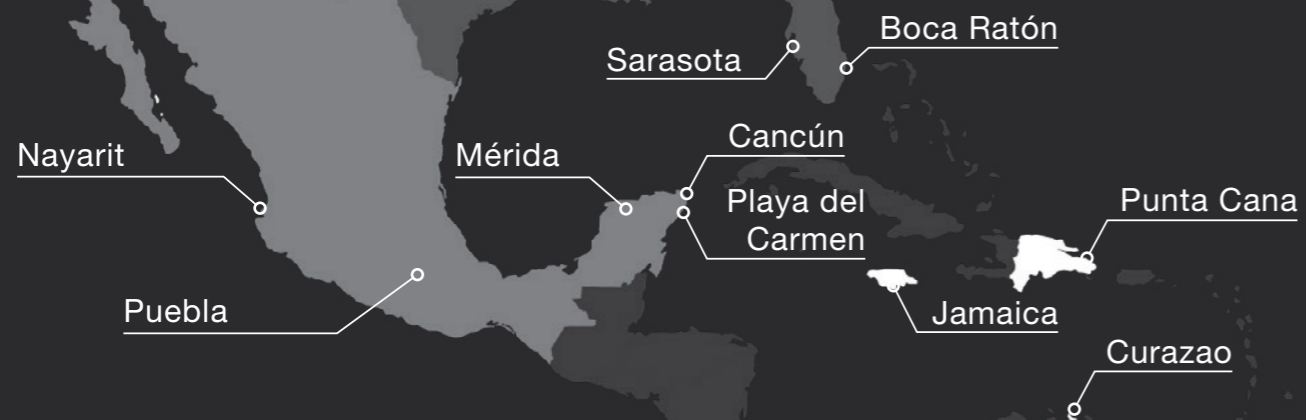 Boca Ratón
Sarasota
Cancún
Nayarit
Mérida
Playa del
Carmen
Punta Cana
Puebla
Jamaica
Curazao